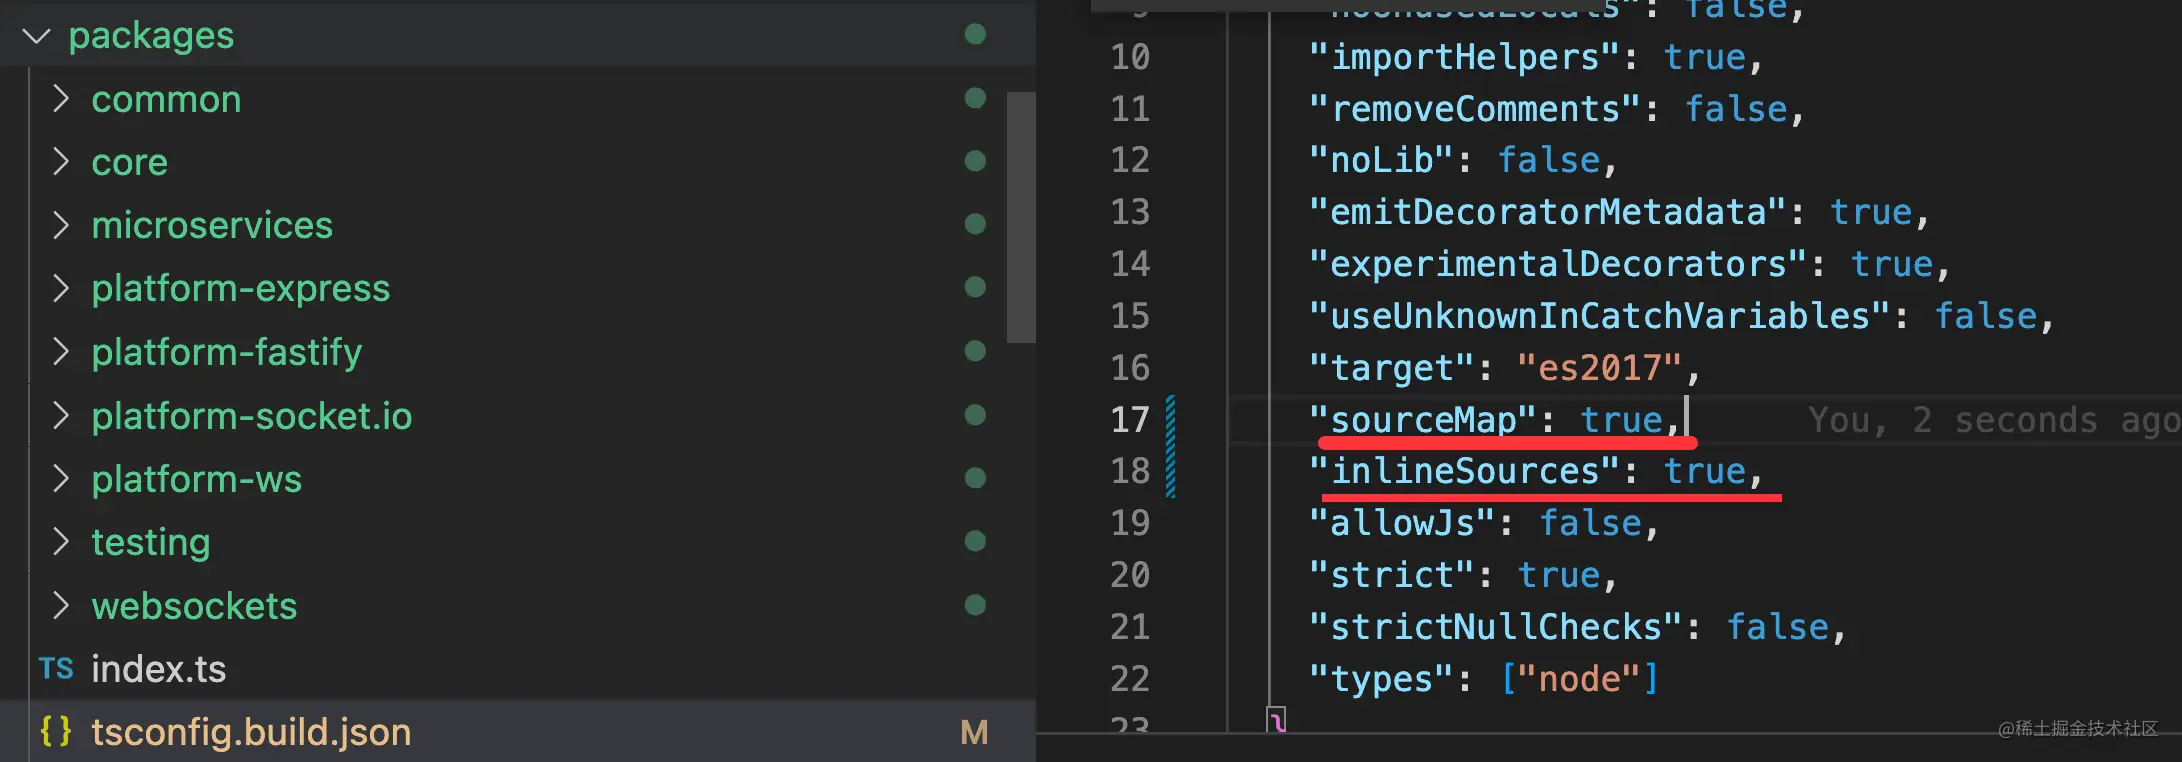 packages
common
core
microservices
platform-express
platform-fastify
platform-socket.io
platform-ws
testing
websockets
TS index.ts
{} tsconfig.build.json M
9 "noUnusedLocals": false,
10 "importHelpers": true,
11 "removeComments": false,
12 "noLib": false,
13 "emitDecoratorMetadata": true,
14 "experimentalDecorators": true,
15 "useUnknownInCatchVariables": false,
16 "target": "es2017",
17 "sourceMap": true, You, 2 seconds ago
18 "inlineSources": true,
19 "allowJs": false,
20 "strict": true,
21 "strictNullChecks": false,
22 "types": ["node"]
23 }
@稀土掘金技术社区